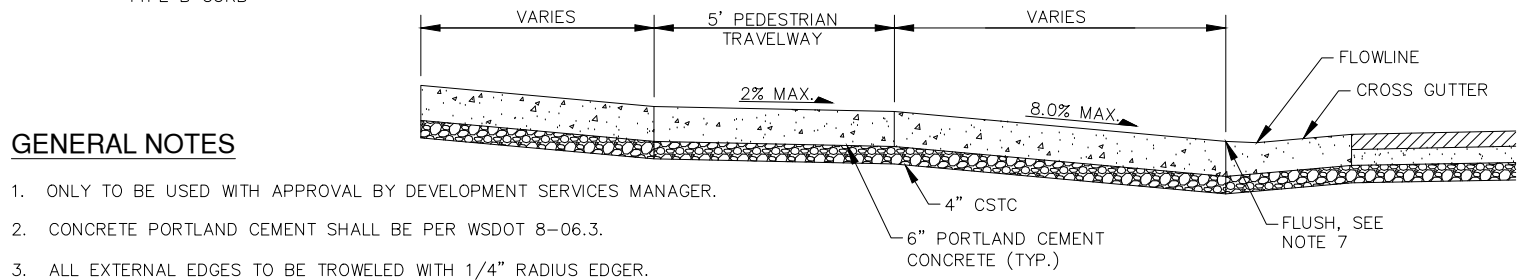 VARIES
5' PEDESTRIAN
TRAVELWAY
VARIES
FLOWLINE
CROSS GUTTER
2% MAX.
8.0% MAX.
GENERAL NOTES
1. ONLY TO BE USED WITH APPROVAL BY DEVELOPMENT SERVICES MANAGER.
4" CSTC
2. CONCRETE PORTLAND CEMENT SHALL BE PER WSDOT 8-06.3.
FLUSH, SEE
NOTE 7
6" PORTLAND CEMENT
CONCRETE (TYP.)
3. ALL EXTERNAL EDGES TO BE TROWELED WITH 1/4" RADIUS EDGER.